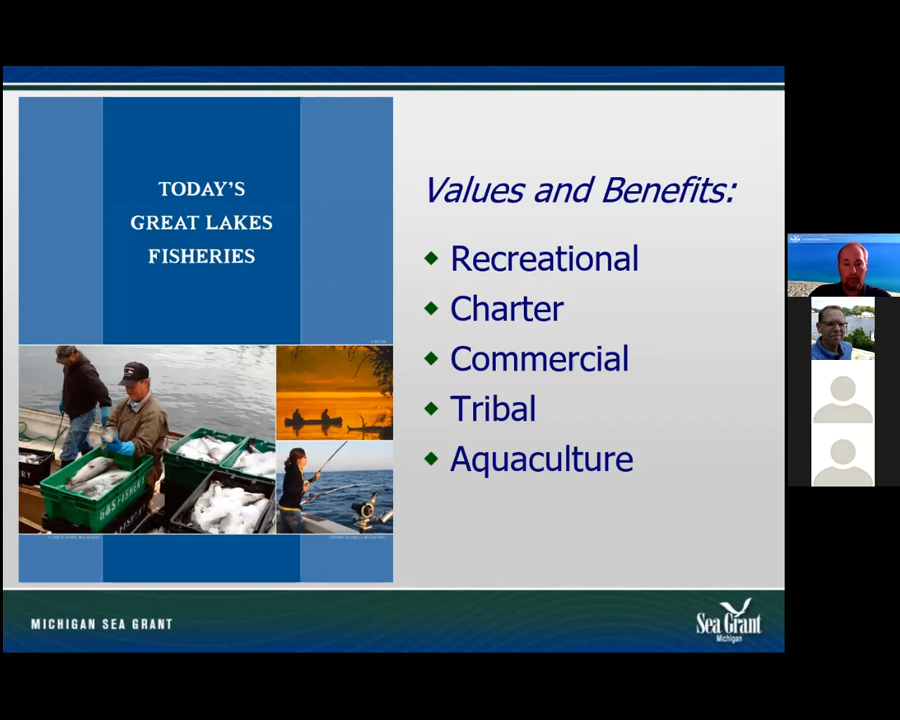 TODAY'S
GREAT LAKES
FISHERIES
Values and Benefits:
Recreational
Charter
Commercial
Tribal
Aquaculture
MICHIGAN SEA GRANT
Sea Grant
Michigan